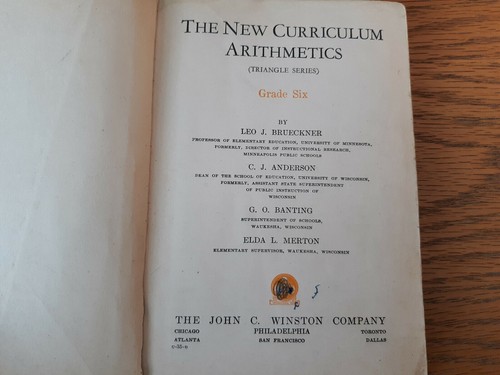 THE NEW CURRICULUM
ARITHMETICS
(TRIANGLE SERIES)
Grade Six
BY
LEO J. BRUECKNER
PROFESSOR OF ELEMENTARY EDUCATION, UNIVERSITY OF MINNESOTA,
FORMERLY, DIRECTOR OF INSTRUCTIONAL RESEARCH,
MINNEAPOLIS PUBLIC SCHOOLS
C. J. ANDERSON
DEAN OF THE SCHOOL OF EDUCATION, UNIVERSITY OF WISCONSIN,
FORMERLY, ASSISTANT STATE SUPERINTENDENT
OF PUBLIC INSTRUCTION OF
WISCONSIN
G. O. BANTING
SUPERINTENDENT OF SCHOOLS,
WAUKESHA, WISCONSIN
ELDA L. MERTON
ELEMENTARY SUPERVISOR, WAUKESHA, WISCONSIN
THE JOHN C. WINSTON COMPANY
CHICAGO PHILADELPHIA TORONTO
ATLANTA SAN FRANCISCO DALLAS